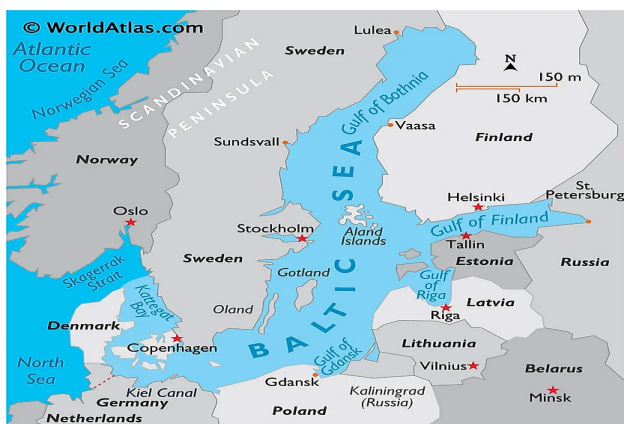 © WorldAtlas.com
Atlantic
Ocean
Norwegian Sea
SCANDINAVIAN
PENINSULA
Sweden
Lulea
N
150 m
150 km
Gulf of Bothnia
Vaasa
Finland
Sundsvall
Norway
Oslo
Helsinki
St.
Petersburg
Gulf of Finland
Stockholm
Aland
Islands
Tallin
Estonia
Russia
Sweden
Gotland
Skagerrak
Strait
Kattegat
Bay
Oland
Gulf
of
Riga
Latvia
Riga
BALTIC SEA
Denmark
Copenhagen
Lithuania
North
Sea
Gulf of
Gdansk
Vilnius
Belarus
Gdansk
Kiel Canal
Kaliningrad
(Russia)
Minsk
Germany
Netherlands
Poland